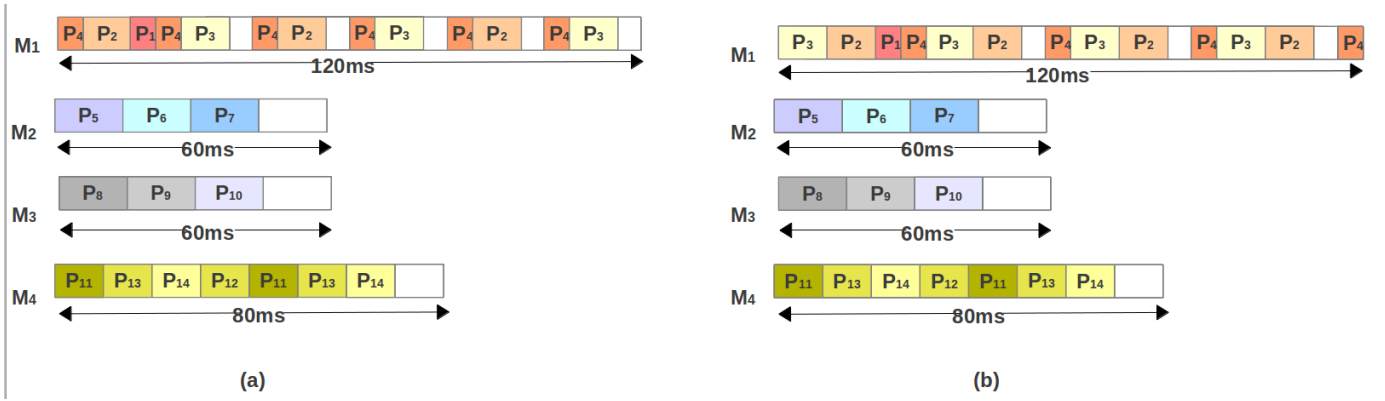 M1 P4 P2 P1 P4 P3 P4 P2 P4 P3 P4 P2 P4 P3
120ms
M2 P5 P6 P7
60ms
M3 P8 P9 P10
60ms
M4 P11 P13 P14 P12 P11 P13 P14
80ms
(a)
M1 P3 P2 P1 P4 P3 P2 P4 P3 P2 P4 P3 P2 P4
120ms
M2 P5 P6 P7
60ms
M3 P8 P9 P10
60ms
M4 P11 P13 P14 P12 P11 P13 P14
80ms
(b)